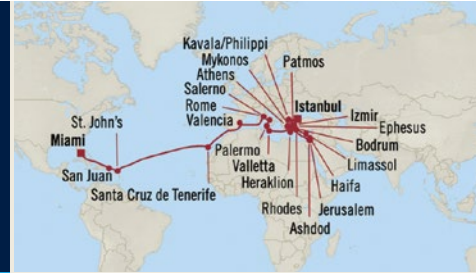 Kavala/Philippi
Mykonos
Athens
Salerno
Rome
Valencia
Patmos
Istanbul
Izmir
Ephesus
Bodrum
Limassol
Haifa
Jerusalem
Ashdod
Rhodes
Heraklion
Valletta
Palermo
St. John's
Miami
San Juan
Santa Cruz de Tenerife